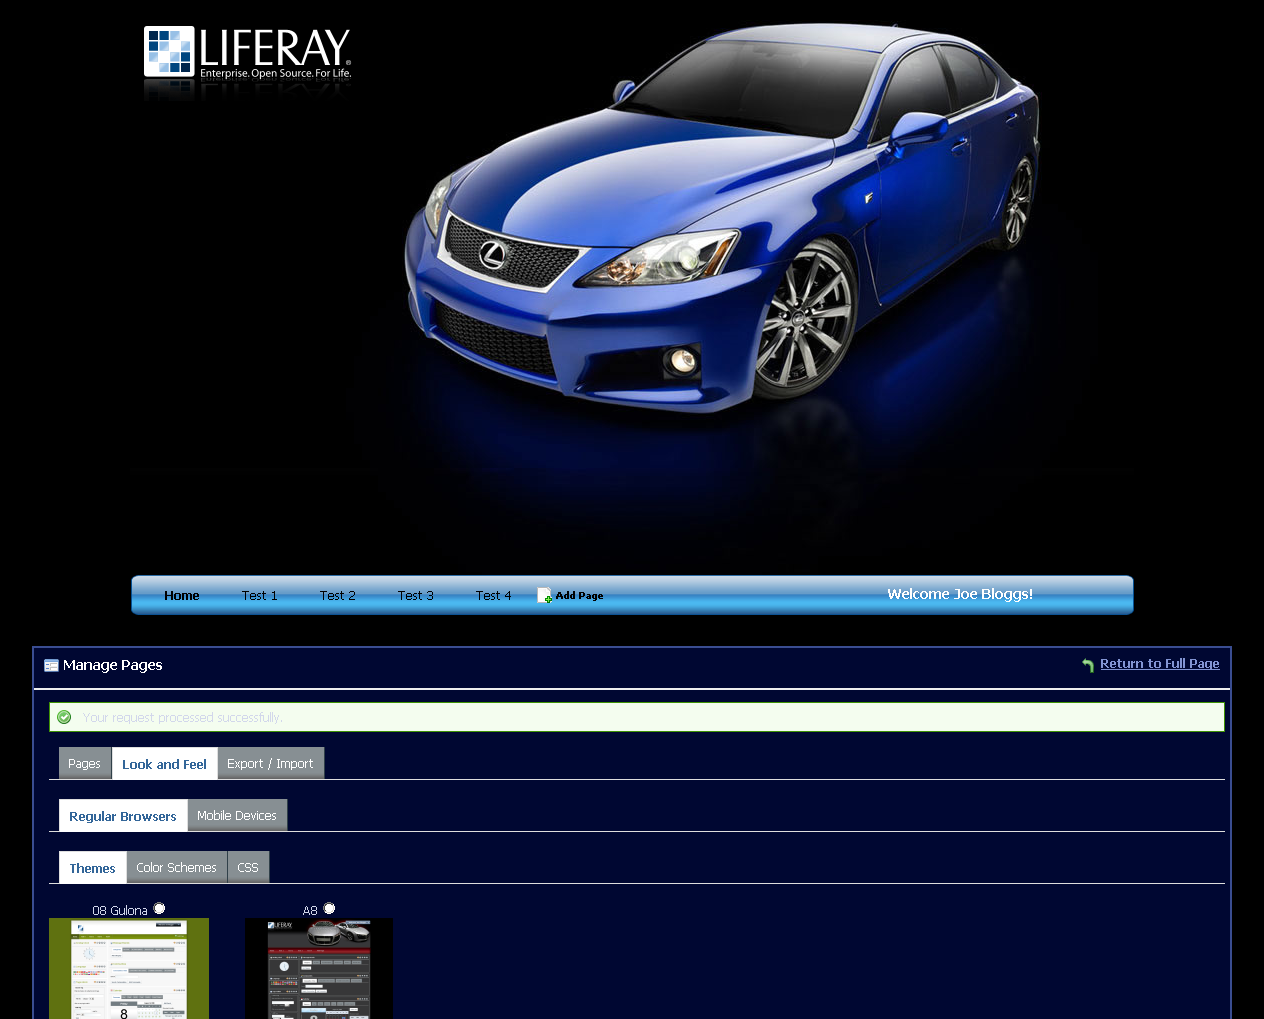 LIFERAY.
Enterprise. Open Source. For Life.
Home Test 1 Test 2 Test 3 Test 4 Add Page Welcome Joe Bloggs!
Manage Pages Return to Full Page
Your request processed successfully.
Pages Look and Feel Export / Import
Regular Browsers Mobile Devices
Themes Color Schemes CSS
08 Gulona A8
LIFERAY
8